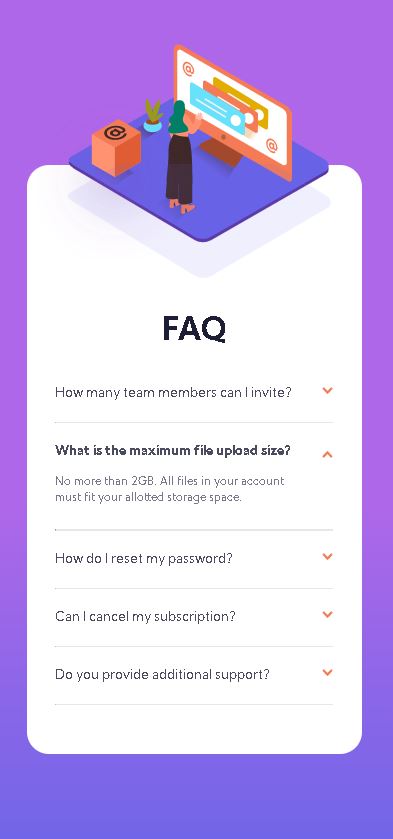 FAQ
How many team members can I invite?
What is the maximum file upload size?
No more than 2GB. All files in your account
must fit your allotted storage space.
How do I reset my password?
Can I cancel my subscription?
Do you provide additional support?